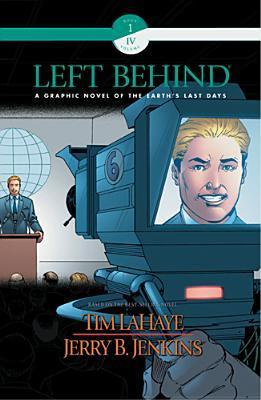 BOOK
1
IV
VOLUME
LEFT BEHIND
A GRAPHIC NOVEL OF THE EARTH'S LAST DAYS
6
BASED ON THE BEST-SELLING NOVEL
TIM LAHAYE
JERRY B. JENKINS